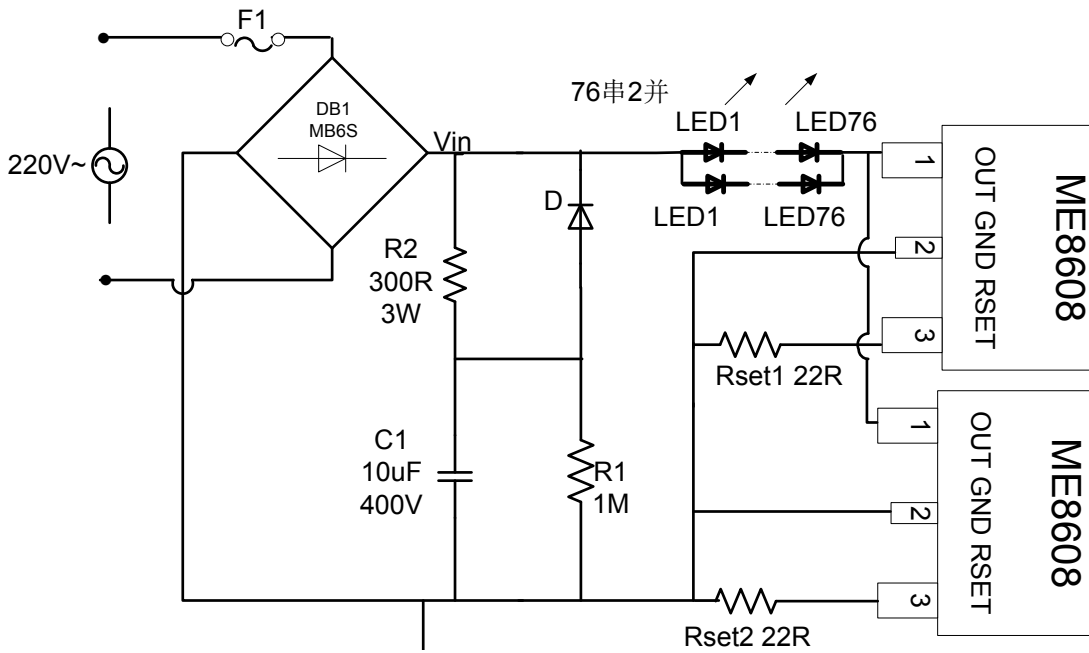 F1
DB1
MB6S
220V~
Vin
76串2并
LED1
LED76
LED1
LED76
D
R2
300R
3W
C1
10uF
400V
R1
1M
1
2
3
OUT GND RSET
ME8608
Rset1 22R
1
2
3
OUT GND RSET
ME8608
Rset2 22R